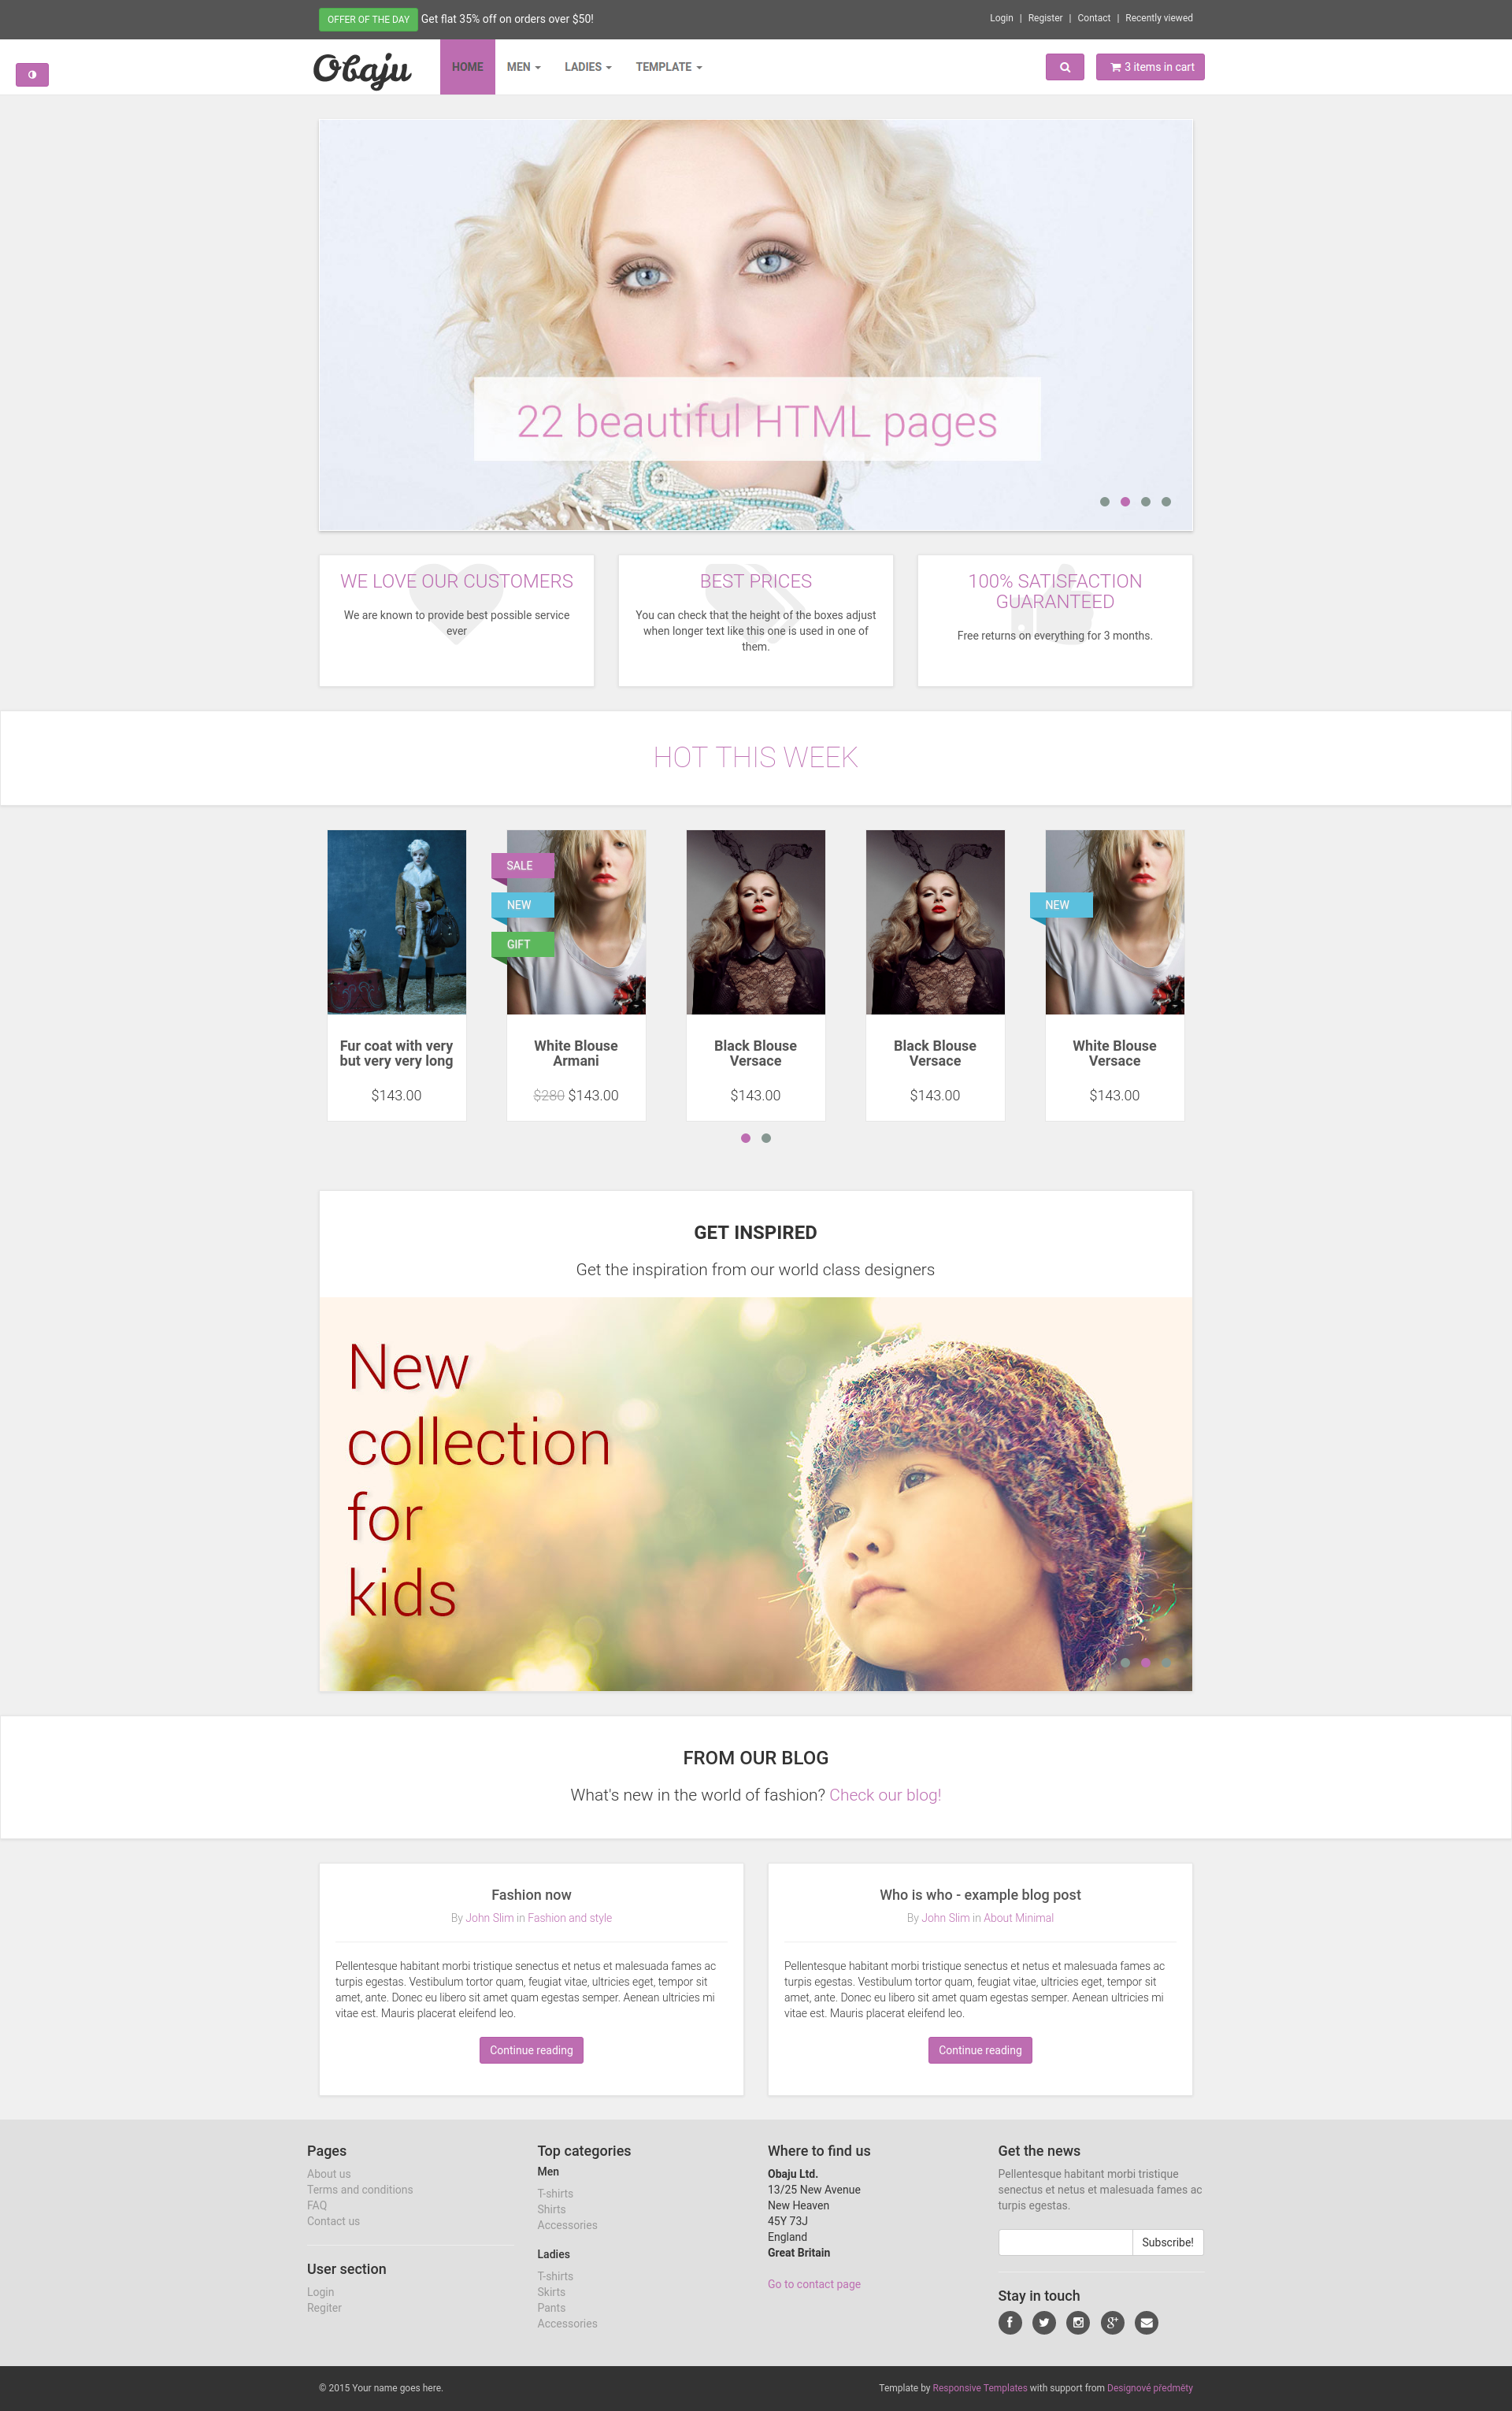 OFFER OF THE DAY Get flat 35% off on orders over $50!
Login | Register | Contact | Recently viewed
Obaju
HOME MEN LADIES TEMPLATE
3 items in cart
22 beautiful HTML pages
WE LOVE OUR CUSTOMERS
We are known to provide best possible service
ever
BEST PRICES
You can check that the height of the boxes adjust
when longer text like this one is used in one of
them.
100% SATISFACTION
GUARANTEED
Free returns on everything for 3 months.
HOT THIS WEEK
Fur coat with very
but very very long
$143.00
SALE
NEW
GIFT
White Blouse
Armani
$280 $143.00
Black Blouse
Versace
$143.00
Black Blouse
Versace
$143.00
NEW
White Blouse
Versace
$143.00
GET INSPIRED
Get the inspiration from our world class designers
New
collection
for
kids
FROM OUR BLOG
What's new in the world of fashion? Check our blog!
Fashion now
By John Slim in Fashion and style
Pellentesque habitant morbi tristique senectus et netus et malesuada fames ac
turpis egestas. Vestibulum tortor quam, feugiat vitae, ultricies eget, tempor sit
amet, ante. Donec eu libero sit amet quam egestas semper. Aenean ultricies mi
vitae est. Mauris placerat eleifend leo.
Continue reading
Who is who - example blog post
By John Slim in About Minimal
Pellentesque habitant morbi tristique senectus et netus et malesuada fames ac
turpis egestas. Vestibulum tortor quam, feugiat vitae, ultricies eget, tempor sit
amet, ante. Donec eu libero sit amet quam egestas semper. Aenean ultricies mi
vitae est. Mauris placerat eleifend leo.
Continue reading
Pages
About us
Terms and conditions
FAQ
Contact us
User section
Login
Regiter
Top categories
Men
T-shirts
Shirts
Accessories
Ladies
T-shirts
Skirts
Pants
Accessories
Where to find us
Obaju Ltd.
13/25 New Avenue
New Heaven
45Y 73J
England
Great Britain
Go to contact page
Get the news
Pellentesque habitant morbi tristique
senectus et netus et malesuada fames ac
turpis egestas.
Subscribe!
Stay in touch
© 2015 Your name goes here.
Template by Responsive Templates with support from Designové předměty